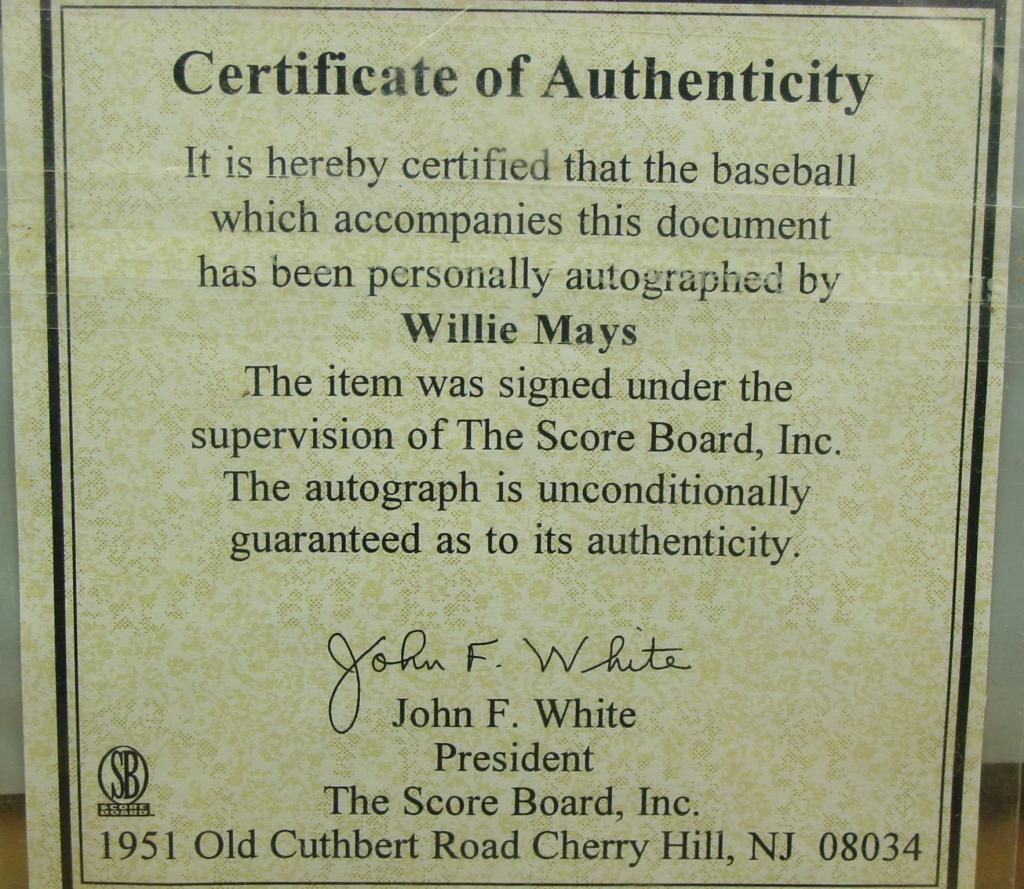 Certificate of Authenticity
It is hereby certified that the baseball
which accompanies this document
has been personally autographed by
Willie Mays
The item was signed under the
supervision of The Score Board, Inc.
The autograph is unconditionally
guaranteed as to its authenticity.
John F. White
John F. White
President
SB
SCORE
BOARD
The Score Board, Inc.
1951 Old Cuthbert Road Cherry Hill, NJ 08034